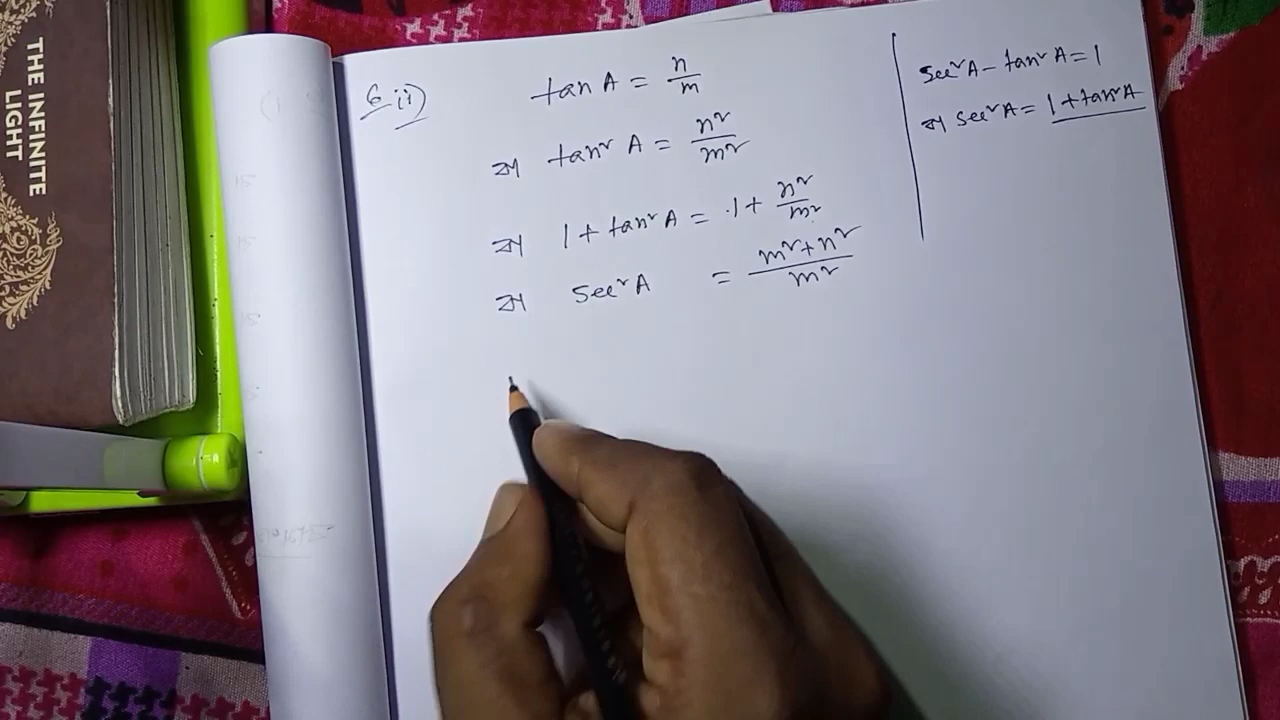 THE INFINITE
LIGHT
6 ii)
tan A = n/m
বা tan² A = n²/m²
বা 1 + tan² A = 1 + n²/m²
বা sec² A = m² + n²/m²
sec² A - tan² A = 1
বা sec² A = 1 + tan² A